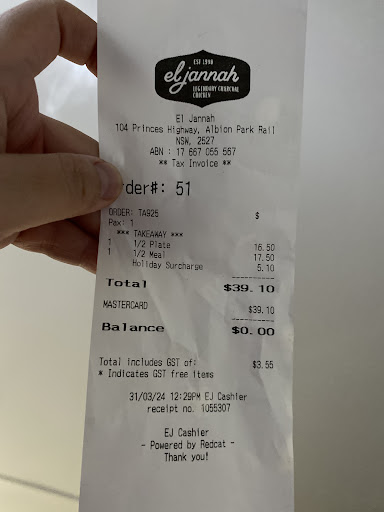 EST 1998
el jannah
LEGENDARY CHARCOAL
CHICKEN
El Jannah
104 Princes Highway, Albion Park Rail
NSW, 2527
ABN : 17 667 055 567
** Tax Invoice **
rder#: 51
ORDER: TA925 $
Pax: 1
*** TAKEAWAY ***
1 1/2 Plate 16.50
1 1/2 Meal 17.50
Holiday Surcharge 5.10
Total $39.10
MASTERCARD $39.10
Balance $0.00
Total includes GST of: $3.55
* Indicates GST free items
31/03/24 12:29PM EJ Cashier
receipt no. 1055307
EJ Cashier
- Powered by Redcat -
Thank you!